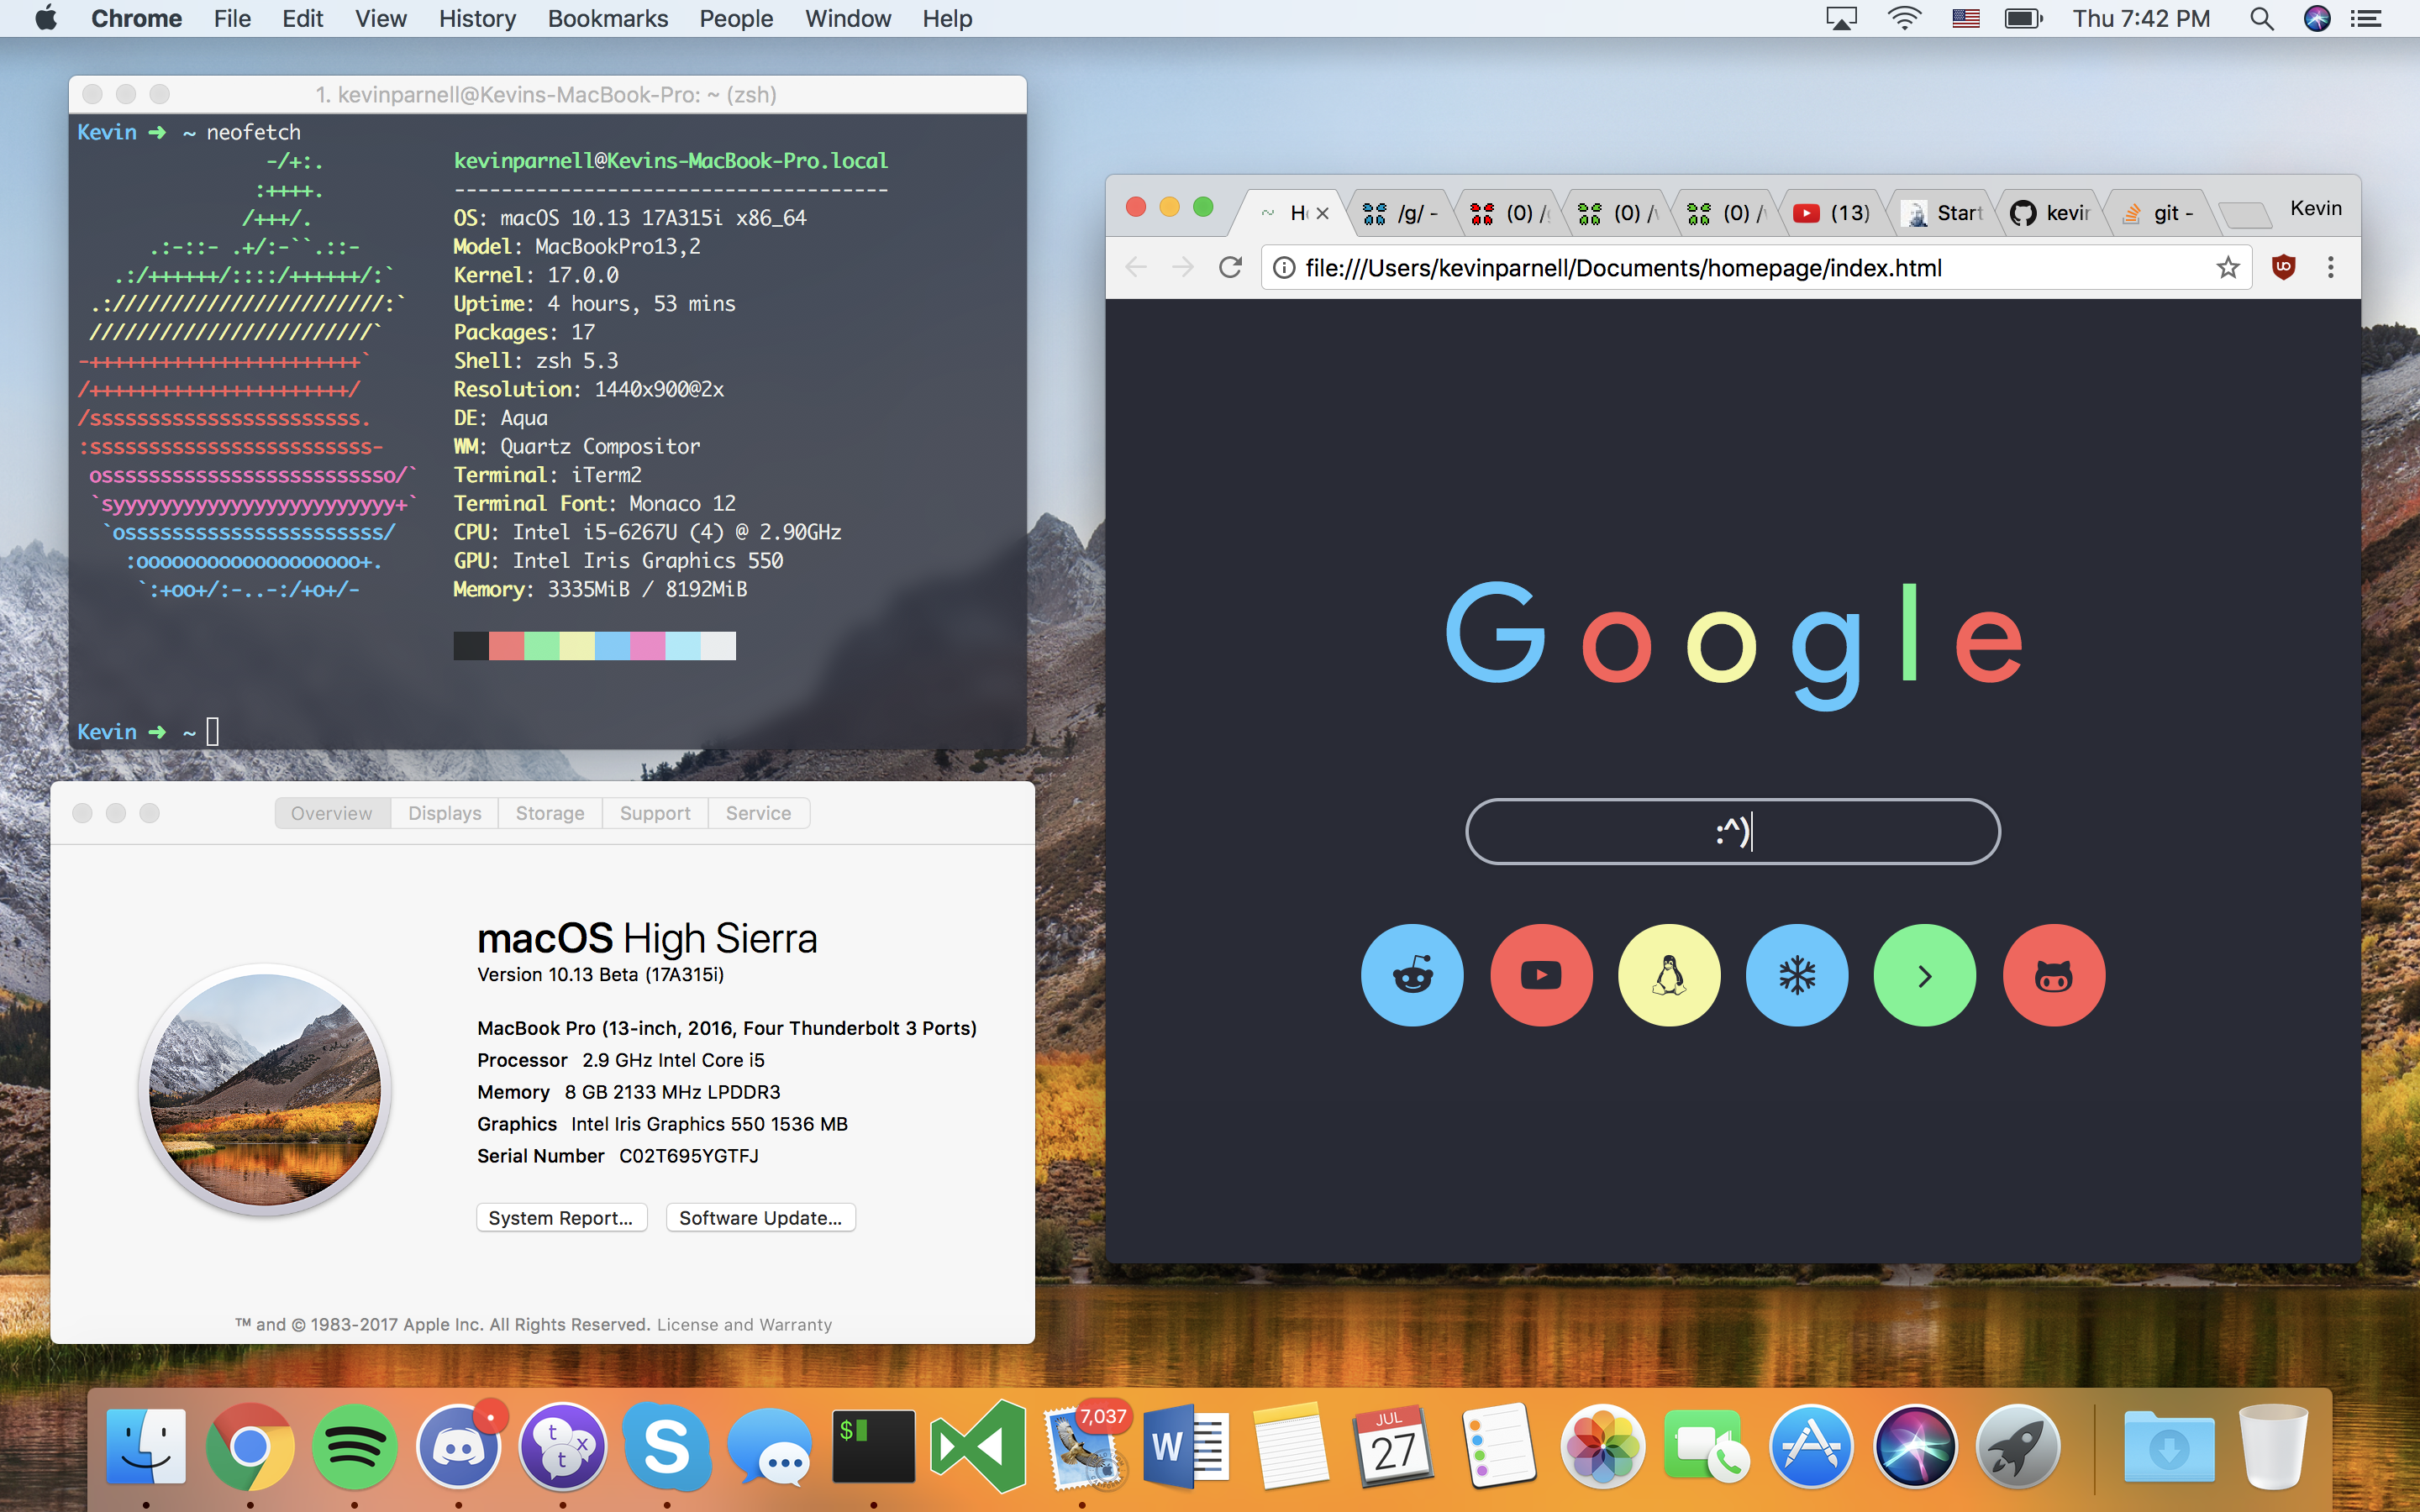 Chrome File Edit View History Bookmarks People Window Help Thu 7:42 PM
1. kevinparnell@Kevins-MacBook-Pro: ~ (zsh)
Kevin ➜ ~ neofetch
-/+:.
:++++.
/+++/.
.:-::- .+/:-``.::-
.:/++++++/::::/++++++/:`
.:///////////////////////:`
////////////////////////`
-+++++++++++++++++++++++`
/++++++++++++++++++++++/
/sssssssssssssssssssssss.
:ssssssssssssssssssssssss-
osssssssssssssssssssssssso/`
`syyyyyyyyyyyyyyyyyyyyyyyy+`
`ossssssssssssssssssssss/
:ooooooooooooooooooo+.
`:+oo+/:-..-:/+o+/-
kevinparnell@Kevins-MacBook-Pro.local
-------------------------------------
OS: macOS 10.13 17A315i x86_64
Model: MacBookPro13,2
Kernel: 17.0.0
Uptime: 4 hours, 53 mins
Packages: 17
Shell: zsh 5.3
Resolution: 1440x900@2x
DE: Aqua
WM: Quartz Compositor
Terminal: iTerm2
Terminal Font: Monaco 12
CPU: Intel i5-6267U (4) @ 2.90GHz
GPU: Intel Iris Graphics 550
Memory: 3335MiB / 8192MiB
Kevin ➜ ~
Overview Displays Storage Support Service
macOS High Sierra
Version 10.13 Beta (17A315i)
MacBook Pro (13-inch, 2016, Four Thunderbolt 3 Ports)
Processor 2.9 GHz Intel Core i5
Memory 8 GB 2133 MHz LPDDR3
Graphics Intel Iris Graphics 550 1536 MB
Serial Number C02T695YGTFJ
System Report... Software Update...
™ and © 1983-2017 Apple Inc. All Rights Reserved. License and Warranty
~ H /g/ - (0) / (0) / (0) / (13) Start kevin git - Kevin
file:///Users/kevinparnell/Documents/homepage/index.html
Google
:^)
t x t
S
$
7,037
W
JUL
27